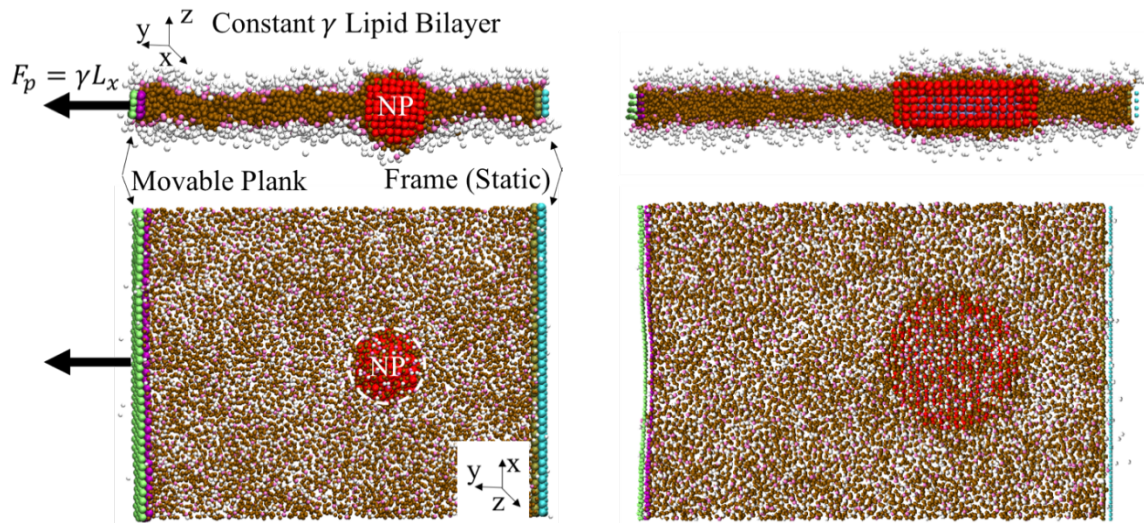 z
Constant γ Lipid Bilayer
y
x
F_p = γL_x
NP
Movable Plank
Frame (Static)
NP
x
y
z